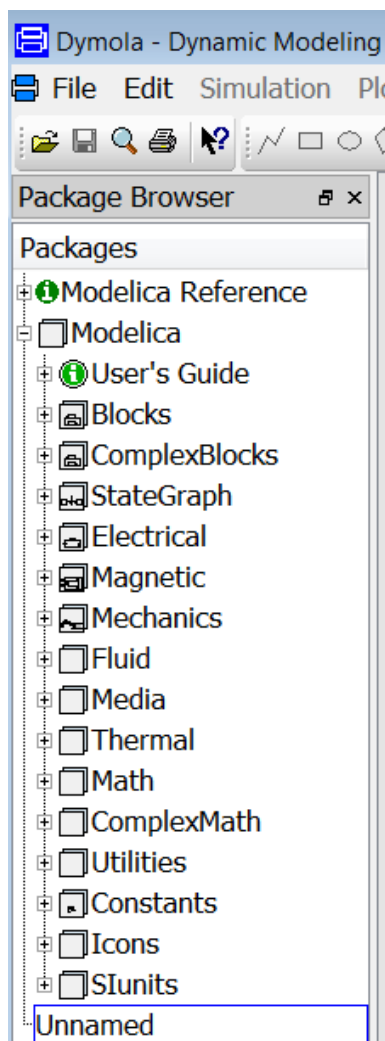 Dymola - Dynamic Modeling
File Edit Simulation Plo
Package Browser
Packages
Modelica Reference
Modelica
User's Guide
Blocks
ComplexBlocks
StateGraph
Electrical
Magnetic
Mechanics
Fluid
Media
Thermal
Math
ComplexMath
Utilities
Constants
Icons
SIunits
Unnamed